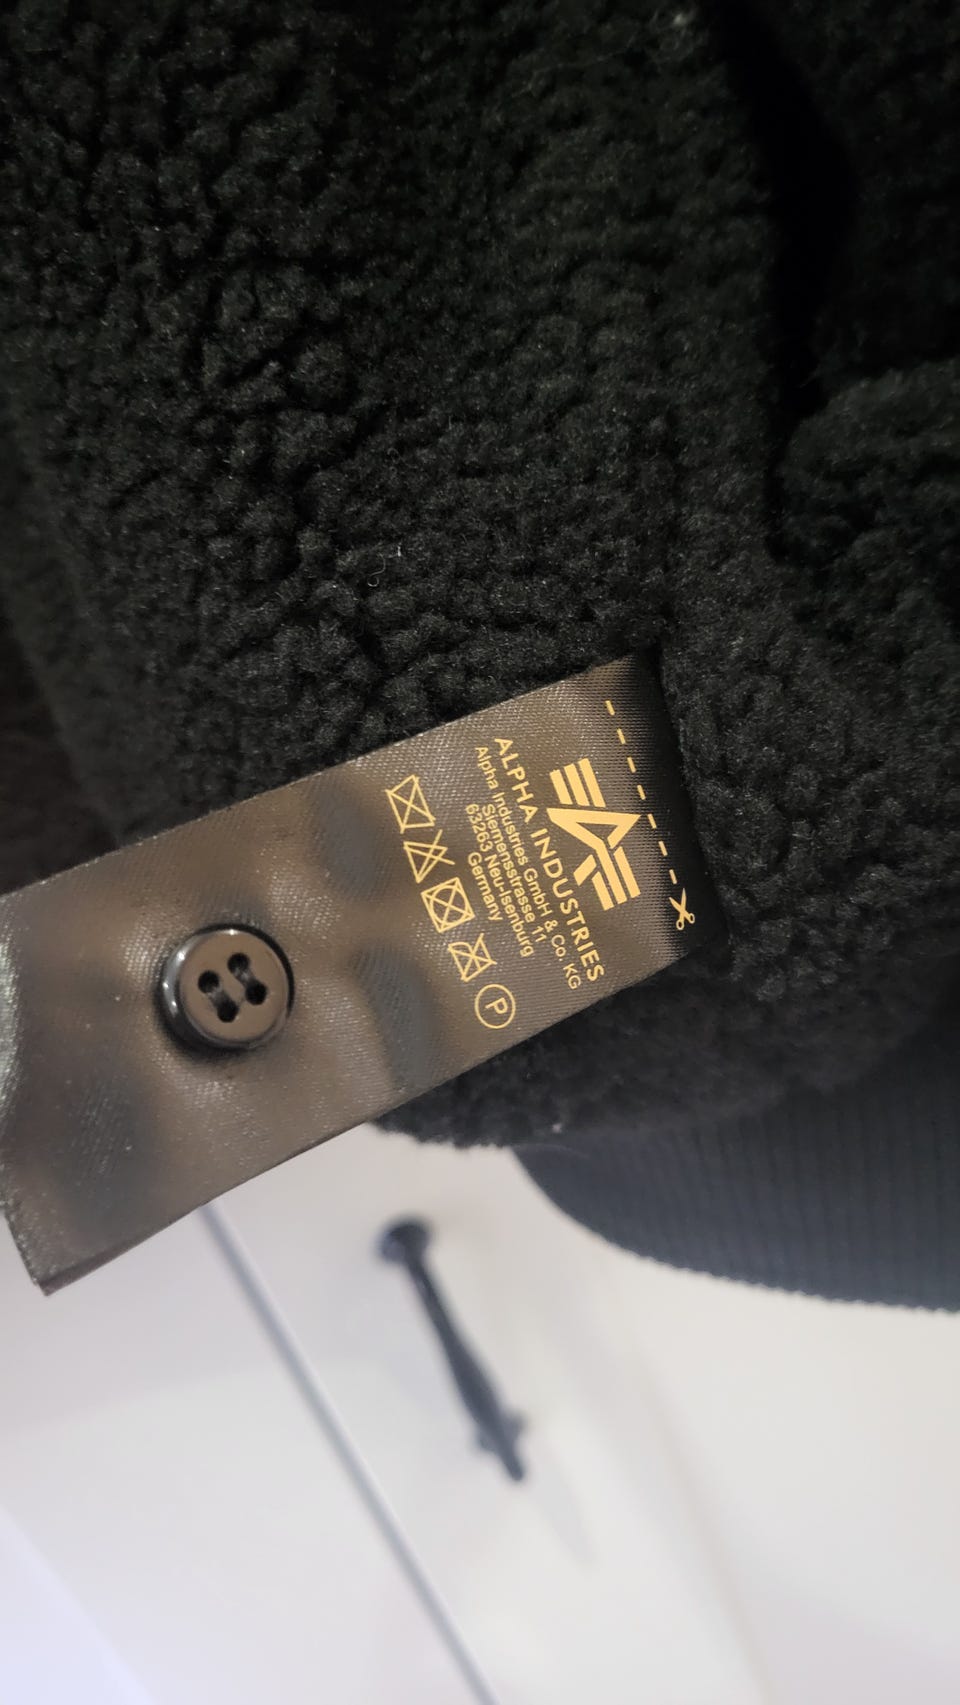 ALPHA INDUSTRIES
Alpha Industries GmbH & Co. KG
Siemensstrasse 11
63263 Neu-Isenburg
Germany
P